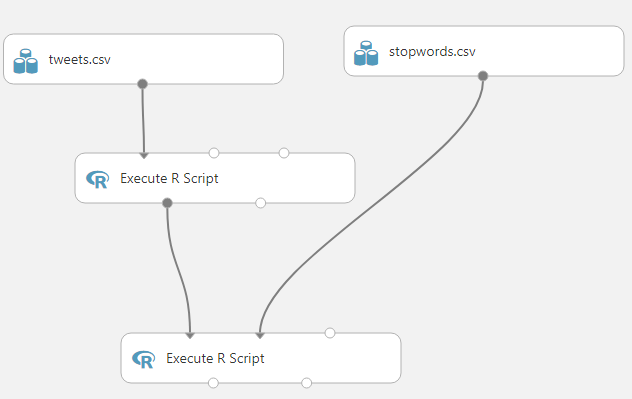 tweets.csv
stopwords.csv
R Execute R Script
R Execute R Script